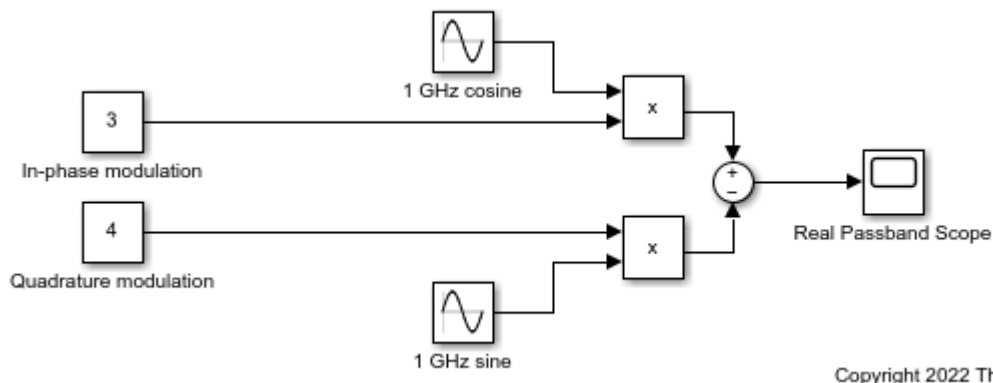 1 GHz cosine
x
3
In-phase modulation
+
−
4
x
Real Passband Scope
Quadrature modulation
1 GHz sine
Copyright 2022 Th